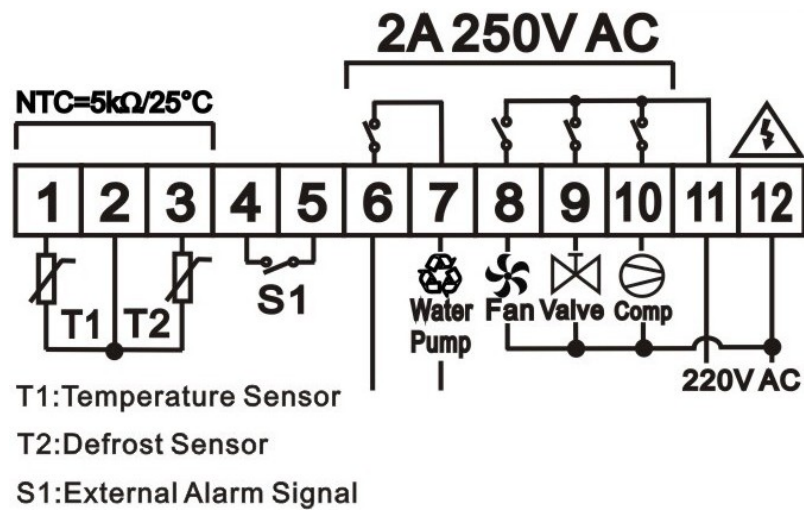 2A 250V AC
NTC=5kΩ/25°C
1 2 3 4 5 6 7 8 9 10 11 12
T1 T2 S1 Water Pump Fan Valve Comp
220V AC
T1:Temperature Sensor
T2:Defrost Sensor
S1:External Alarm Signal